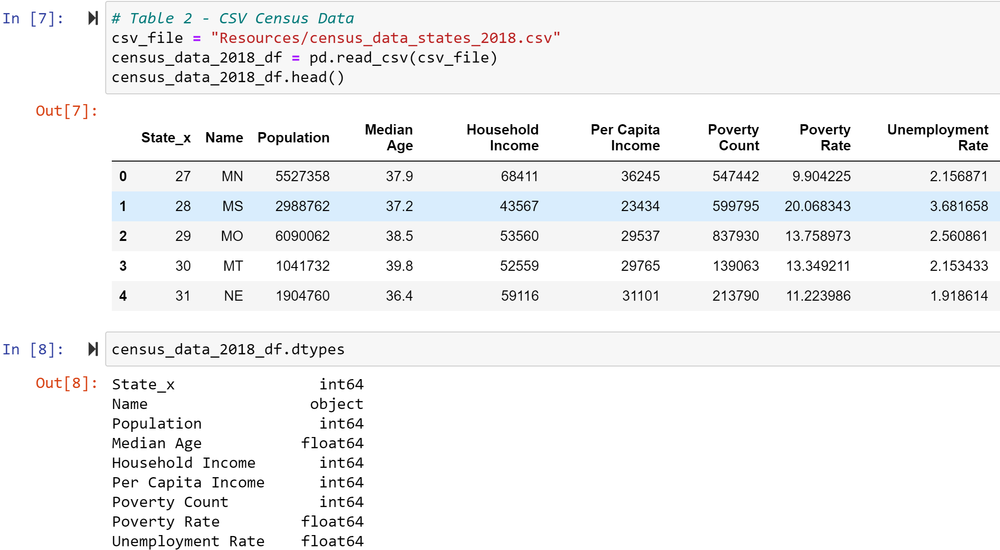 In [7]:
# Table 2 - CSV Census Data
csv_file = "Resources/census_data_states_2018.csv"
census_data_2018_df = pd.read_csv(csv_file)
census_data_2018_df.head()
Out[7]:
State_x Name Population Median Age Household Income Per Capita Income Poverty Count Poverty Rate Unemployment Rate
0 27 MN 5527358 37.9 68411 36245 547442 9.904225 2.156871
1 28 MS 2988762 37.2 43567 23434 599795 20.068343 3.681658
2 29 MO 6090062 38.5 53560 29537 837930 13.758973 2.560861
3 30 MT 1041732 39.8 52559 29765 139063 13.349211 2.153433
4 31 NE 1904760 36.4 59116 31101 213790 11.223986 1.918614
In [8]:
census_data_2018_df.dtypes
Out[8]:
State_x int64
Name object
Population int64
Median Age float64
Household Income int64
Per Capita Income int64
Poverty Count int64
Poverty Rate float64
Unemployment Rate float64